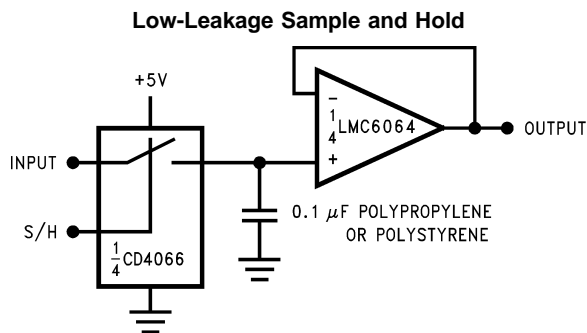 Low-Leakage Sample and Hold
+5V
INPUT
S/H
1/4 CD4066
−
1/4 LMC6064
+
OUTPUT
0.1 µF POLYPROPYLENE
OR POLYSTYRENE